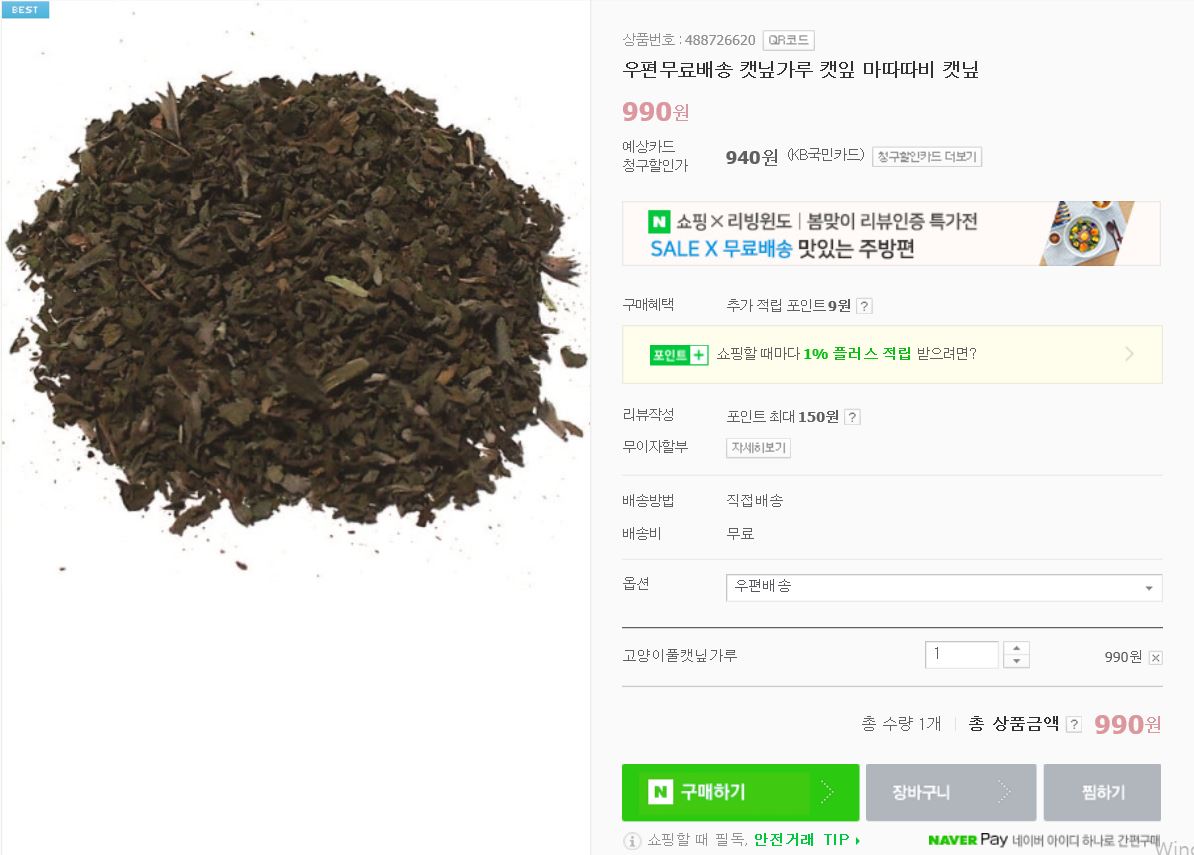 BEST
상품번호 : 488726620 QR코드
우편무료배송 캣닢가루 캣잎 마따따비 캣닢
990원
예상카드
청구할인가
940원 (KB국민카드) 청구할인카드 더보기
N 쇼핑×리빙윈도 | 봄맞이 리뷰인증 특가전
SALE X 무료배송 맛있는 주방편
구매혜택 추가 적립 포인트 9원 ?
포인트 + 쇼핑할 때마다 1% 플러스 적립 받으려면?
리뷰작성 포인트 최대 150원 ?
무이자할부 자세히보기
배송방법 직접배송
배송비 무료
옵션 우편배송
고양이풀캣닢가루 1 990원
총 수량 1개 | 총 상품금액 ? 990원
N 구매하기 장바구니 찜하기
쇼핑할 때 필독, 안전거래 TIP
NAVER Pay 네이버 아이디 하나로 간편구매